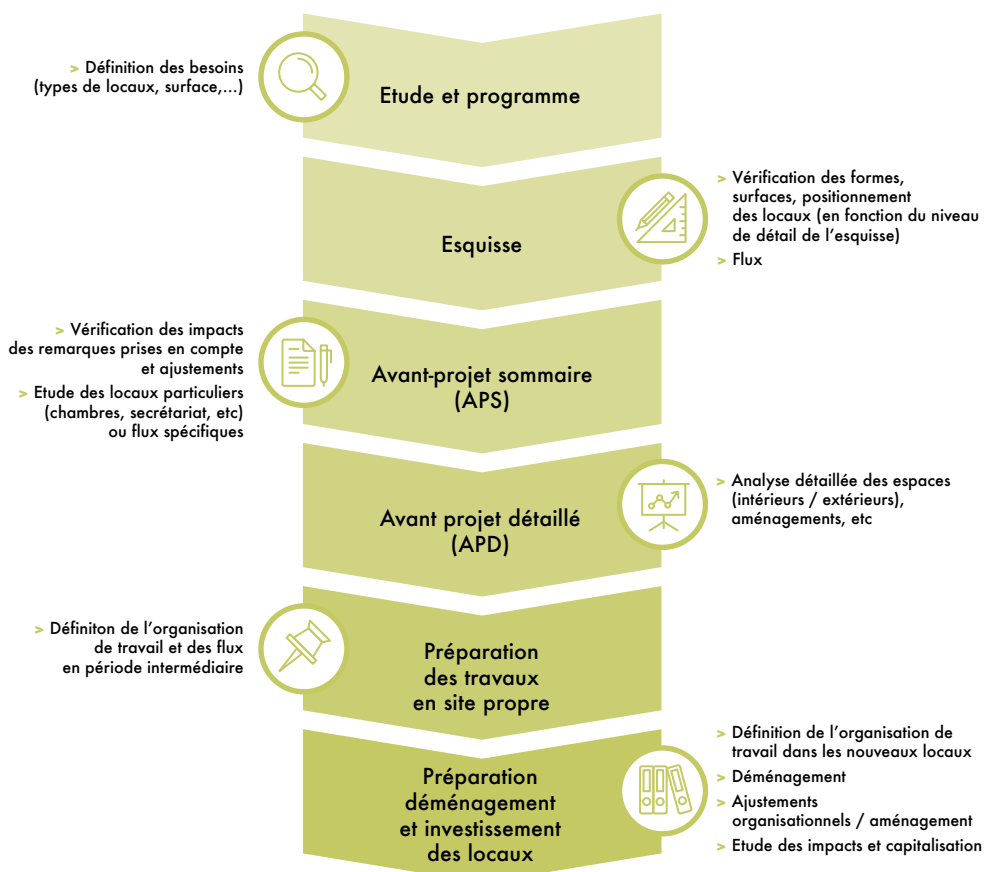 > Définition des besoins
(types de locaux, surface,...)
Etude et programme
> Vérification des formes,
surfaces, positionnement
des locaux (en fonction du niveau
de détail de l'esquisse)
> Flux
Esquisse
> Vérification des impacts
des remarques prises en compte
et ajustements
> Etude des locaux particuliers
(chambres, secrétariat, etc)
ou flux spécifiques
Avant-projet sommaire
(APS)
> Analyse détaillée des espaces
(intérieurs / extérieurs),
aménagements, etc
Avant projet détaillé
(APD)
> Définiton de l'organisation
de travail et des flux
en période intermédiaire
Préparation
des travaux
en site propre
> Définition de l'organisation de
travail dans les nouveaux locaux
> Déménagement
> Ajustements
organisationnels / aménagement
> Etude des impacts et capitalisation
Préparation
déménagement
et investissement
des locaux